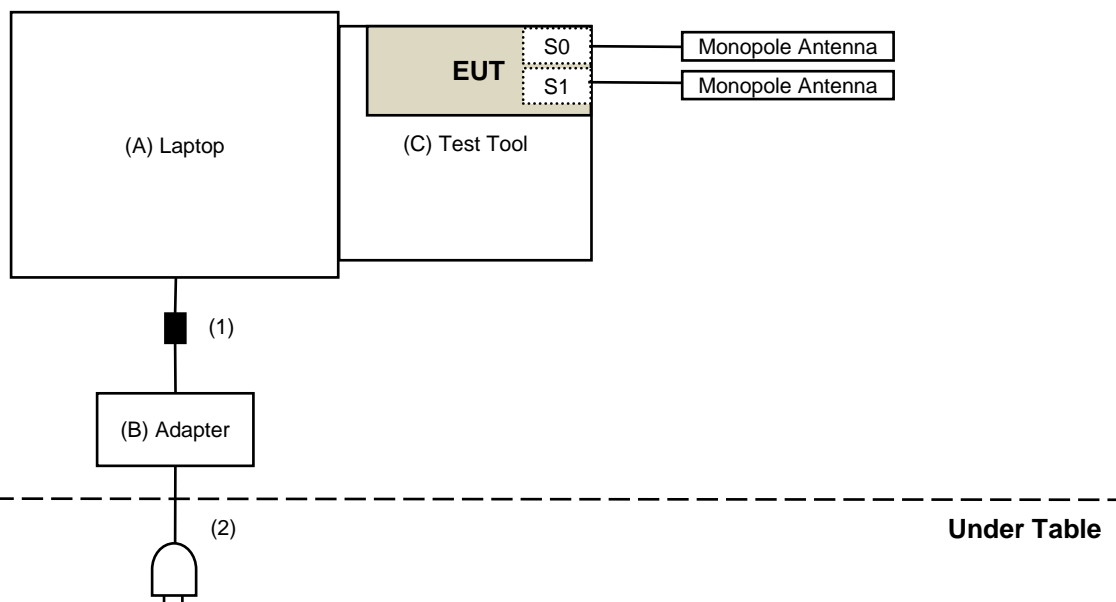 S0
Monopole Antenna
EUT
S1
Monopole Antenna
(A) Laptop
(C) Test Tool
(1)
(B) Adapter
(2)
Under Table